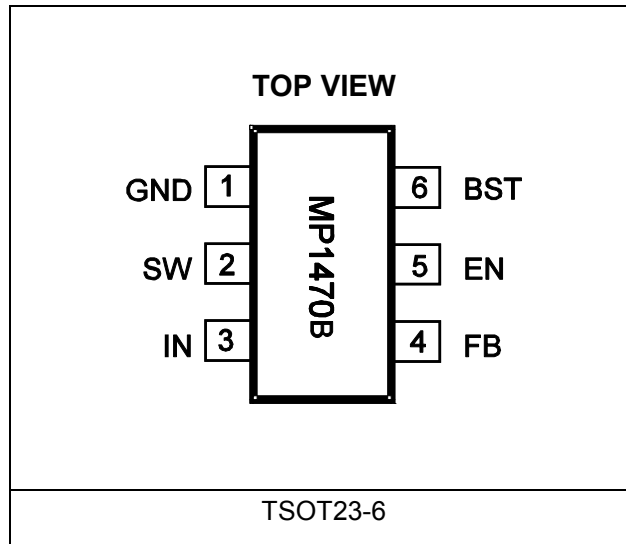 TOP VIEW
GND 1
6 BST
MP1470B
SW 2
5 EN
IN 3
4 FB
TSOT23-6